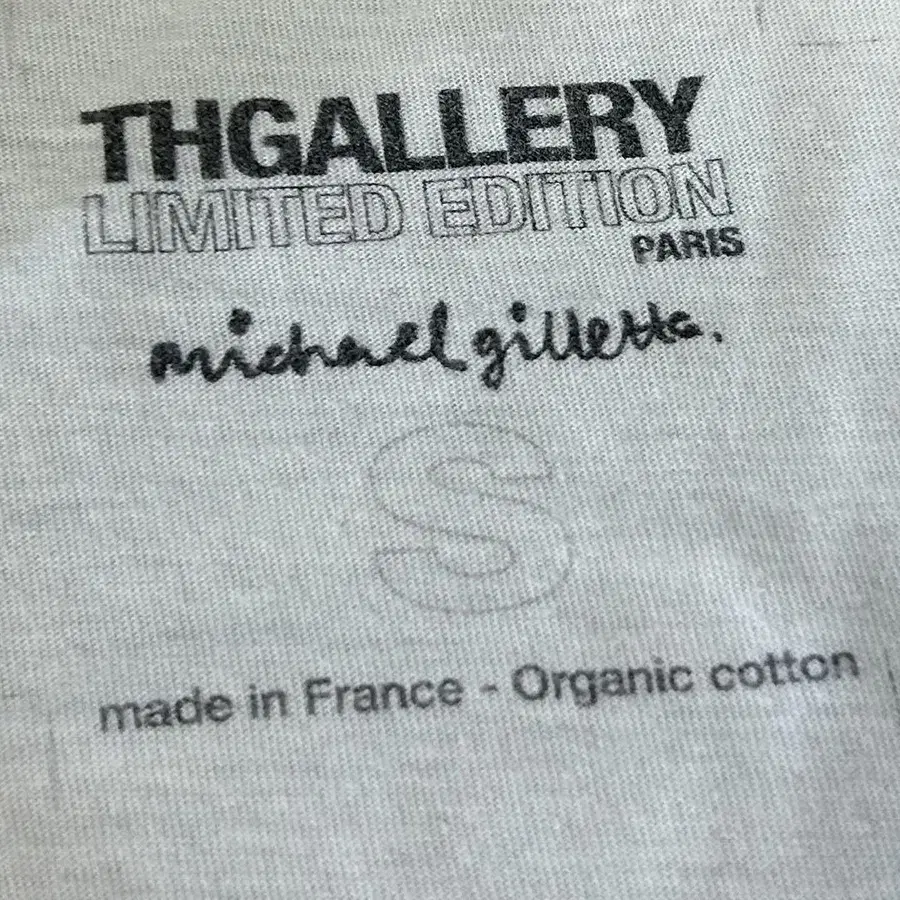 THGALLERY
LIMITED EDITION
PARIS
michael gillette.
S
made in France - Organic cotton